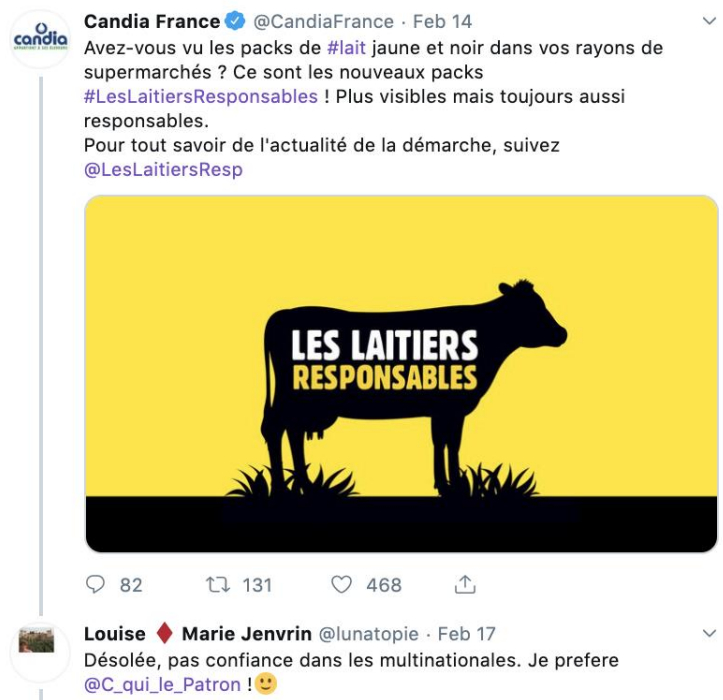 Candia France @CandiaFrance · Feb 14
candia
Avez-vous vu les packs de #lait jaune et noir dans vos rayons de
supermarchés ? Ce sont les nouveaux packs
#LesLaitiersResponsables ! Plus visibles mais toujours aussi
responsables.
Pour tout savoir de l'actualité de la démarche, suivez
@LesLaitiersResp
LES LAITIERS
RESPONSABLES
82 131 468
Louise ♦ Marie Jenvrin @lunatopie · Feb 17
Désolée, pas confiance dans les multinationales. Je prefere
@C_qui_le_Patron ! 🙂